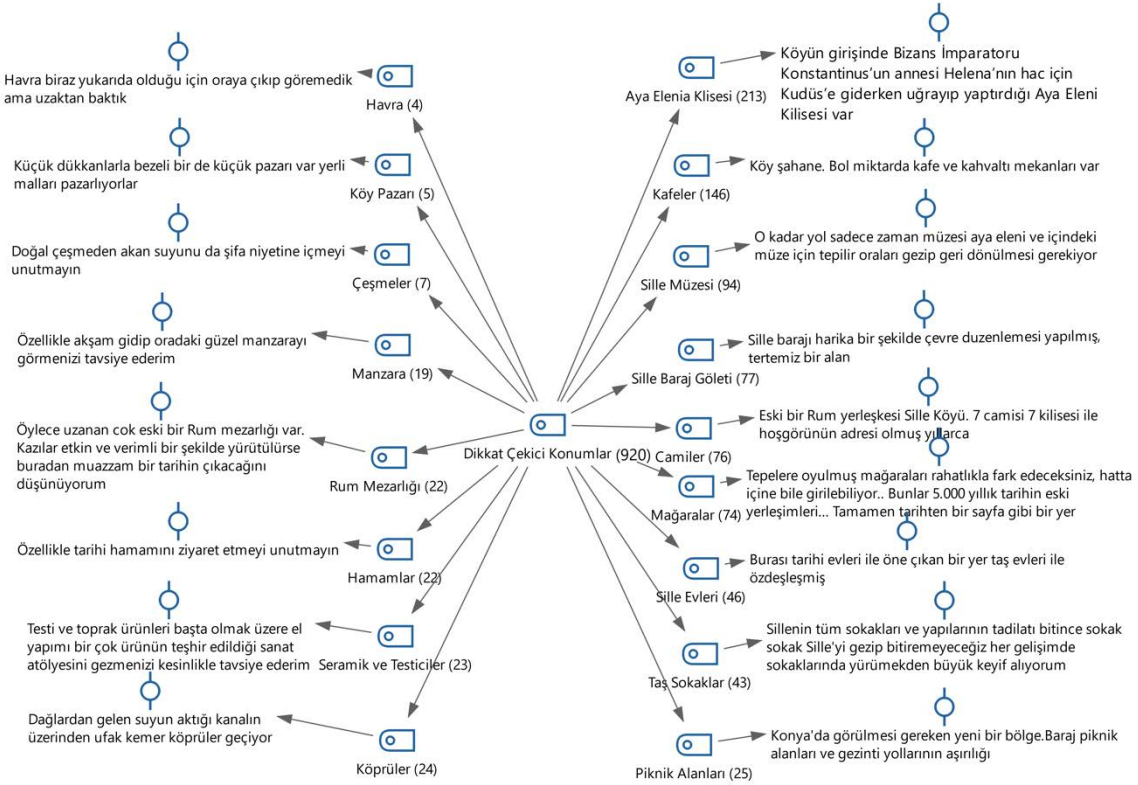 Havra biraz yukarıda olduğu için oraya çıkıp göremedik
ama uzaktan baktık
Havra (4)
Küçük dükkanlarla bezeli bir de küçük pazarı var yerli
malları pazarlıyorlar
Köy Pazarı (5)
Doğal çeşmeden akan suyunu da şifa niyetine içmeyi
unutmayın
Çeşmeler (7)
Özellikle akşam gidip oradaki güzel manzarayı
görmenizi tavsiye ederim
Manzara (19)
Öylece uzanan cok eski bir Rum mezarlığı var.
Kazılar etkin ve verimli bir şekilde yürütülürse
buradan muazzam bir tarihin çıkacağını
düşünüyorum
Rum Mezarlığı (22)
Özellikle tarihi hamamını ziyaret etmeyi unutmayın
Hamamlar (22)
Testi ve toprak ürünleri başta olmak üzere el
yapımı bir çok ürünün teşhir edildiği sanat
atölyesini gezmenizi kesinlikle tavsiye ederim
Seramik ve Testiciler (23)
Dağlardan gelen suyun aktığı kanalın
üzerinden ufak kemer köprüler geçiyor
Köprüler (24)
Dikkat Çekici Konumlar (920)
Aya Elenia Klisesi (213)
Köyün girişinde Bizans İmparatoru
Konstantinus'un annesi Helena'nın hac için
Kudüs'e giderken uğrayıp yaptırdığı Aya Eleni
Kilisesi var
Kafeler (146)
Köy şahane. Bol miktarda kafe ve kahvaltı mekanları var
Sille Müzesi (94)
O kadar yol sadece zaman müzesi aya eleni ve içindeki
müze için tepilir oraları gezip geri dönülmesi gerekiyor
Sille Baraj Göleti (77)
Sille barajı harika bir şekilde çevre duzenlemesi yapılmış,
tertemiz bir alan
Camiler (76)
Eski bir Rum yerleşkesi Sille Köyü. 7 camisi 7 kilisesi ile
hoşgörünün adresi olmuş yıllarca
Mağaralar (74)
Tepelere oyulmuş mağaraları rahatlıkla fark edeceksiniz, hatta
içine bile girilebiliyor.. Bunlar 5.000 yıllık tarihin eski
yerleşimleri... Tamamen tarihten bir sayfa gibi bir yer
Sille Evleri (46)
Burası tarihi evleri ile öne çıkan bir yer taş evleri ile
özdeşleşmiş
Taş Sokaklar (43)
Sillenin tüm sokakları ve yapılarının tadilatı bitince sokak
sokak Sille'yi gezip bitiremeyeceğiz her gelişimde
sokaklarında yürümekden büyük keyif alıyorum
Piknik Alanları (25)
Konya'da görülmesi gereken yeni bir bölge.Baraj piknik
alanları ve gezinti yollarının aşırılığı